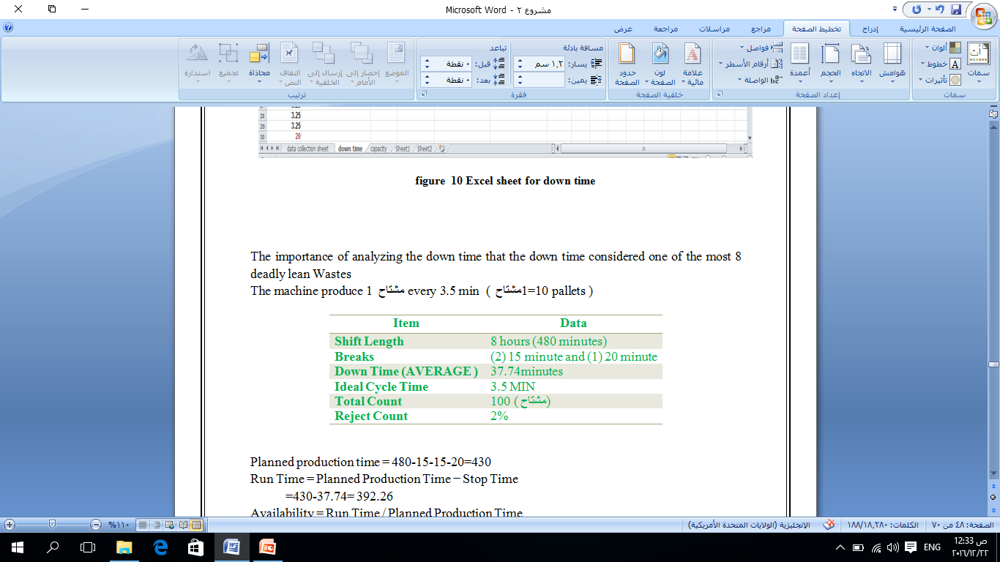 مشروع ٢ - Microsoft Word
الصفحة الرئيسية إدراج تخطيط الصفحة مراجع مراسلات مراجعة عرض
سمات ألوان خطوط تأثيرات
هوامش الاتجاه الحجم أعمدة فواصل أرقام الأسطر الواصلة
علامة مائية لون الصفحة حدود الصفحة
مسافة بادئة يسار: ١,٢ سم يمين:
تباعد قبل: ٠ نقطة بعد: ٠ نقطة
الموضع إحضار إلى الأمام إرسال إلى الخلفية التفاف النص محاذاة تجميع استدارة
سمات إعداد الصفحة خلفية الصفحة فقرة ترتيب
28 3.25
29 3.25
30 20
data collection sheet down time capacity Sheet1 Sheet2
figure 10 Excel sheet for down time
The importance of analyzing the down time that the down time considered one of the most 8
deadly lean Wastes
The machine produce 1 مشتاح every 3.5 min ( مشتاح1=10 pallets )
Item Data
Shift Length 8 hours (480 minutes)
Breaks (2) 15 minute and (1) 20 minute
Down Time (AVERAGE ) 37.74minutes
Ideal Cycle Time 3.5 MIN
Total Count 100 (مشتاح)
Reject Count 2%
Planned production time = 480-15-15-20=430
Run Time = Planned Production Time − Stop Time
=430-37.74= 392.26
Availability = Run Time / Planned Production Time
الصفحة: ٤٨ من ٧٠ الكلمات: ١٨٨/١٨,٢٨٠ الإنجليزية (الولايات المتحدة الأمريكية) ١١٠%
ENG 12:33 ص
٢٠١٦/١٢/٢٢